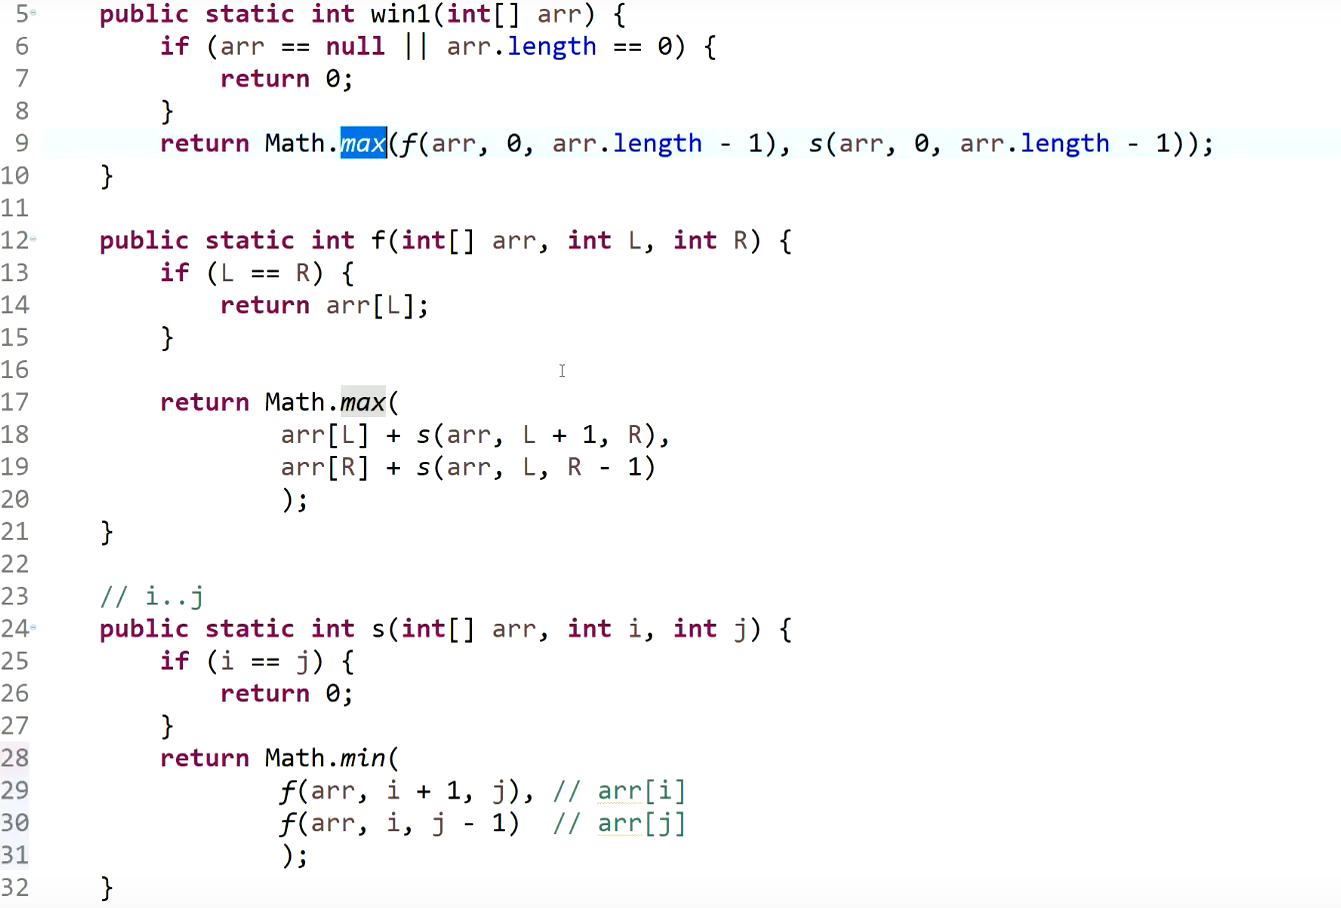 5 public static int win1(int[] arr) {
6 if (arr == null || arr.length == 0) {
7 return 0;
8 }
9 return Math.max(f(arr, 0, arr.length - 1), s(arr, 0, arr.length - 1));
10 }
11
12 public static int f(int[] arr, int L, int R) {
13 if (L == R) {
14 return arr[L];
15 }
16
17 return Math.max(
18 arr[L] + s(arr, L + 1, R),
19 arr[R] + s(arr, L, R - 1)
20 );
21 }
22
23 // i..j
24 public static int s(int[] arr, int i, int j) {
25 if (i == j) {
26 return 0;
27 }
28 return Math.min(
29 f(arr, i + 1, j), // arr[i]
30 f(arr, i, j - 1) // arr[j]
31 );
32 }